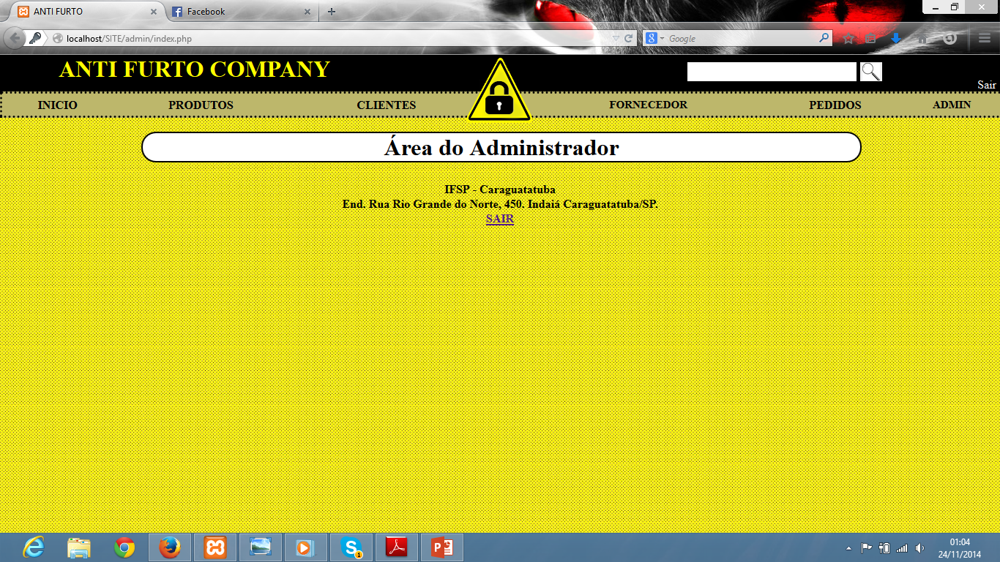 ANTI FURTO
Facebook
localhost/SITE/admin/index.php
Google
ANTI FURTO COMPANY
Sair
INICIO PRODUTOS CLIENTES FORNECEDOR PEDIDOS ADMIN
Área do Administrador
IFSP - Caraguatatuba
End. Rua Rio Grande do Norte, 450. Indaiá Caraguatatuba/SP.
SAIR
01:04
24/11/2014